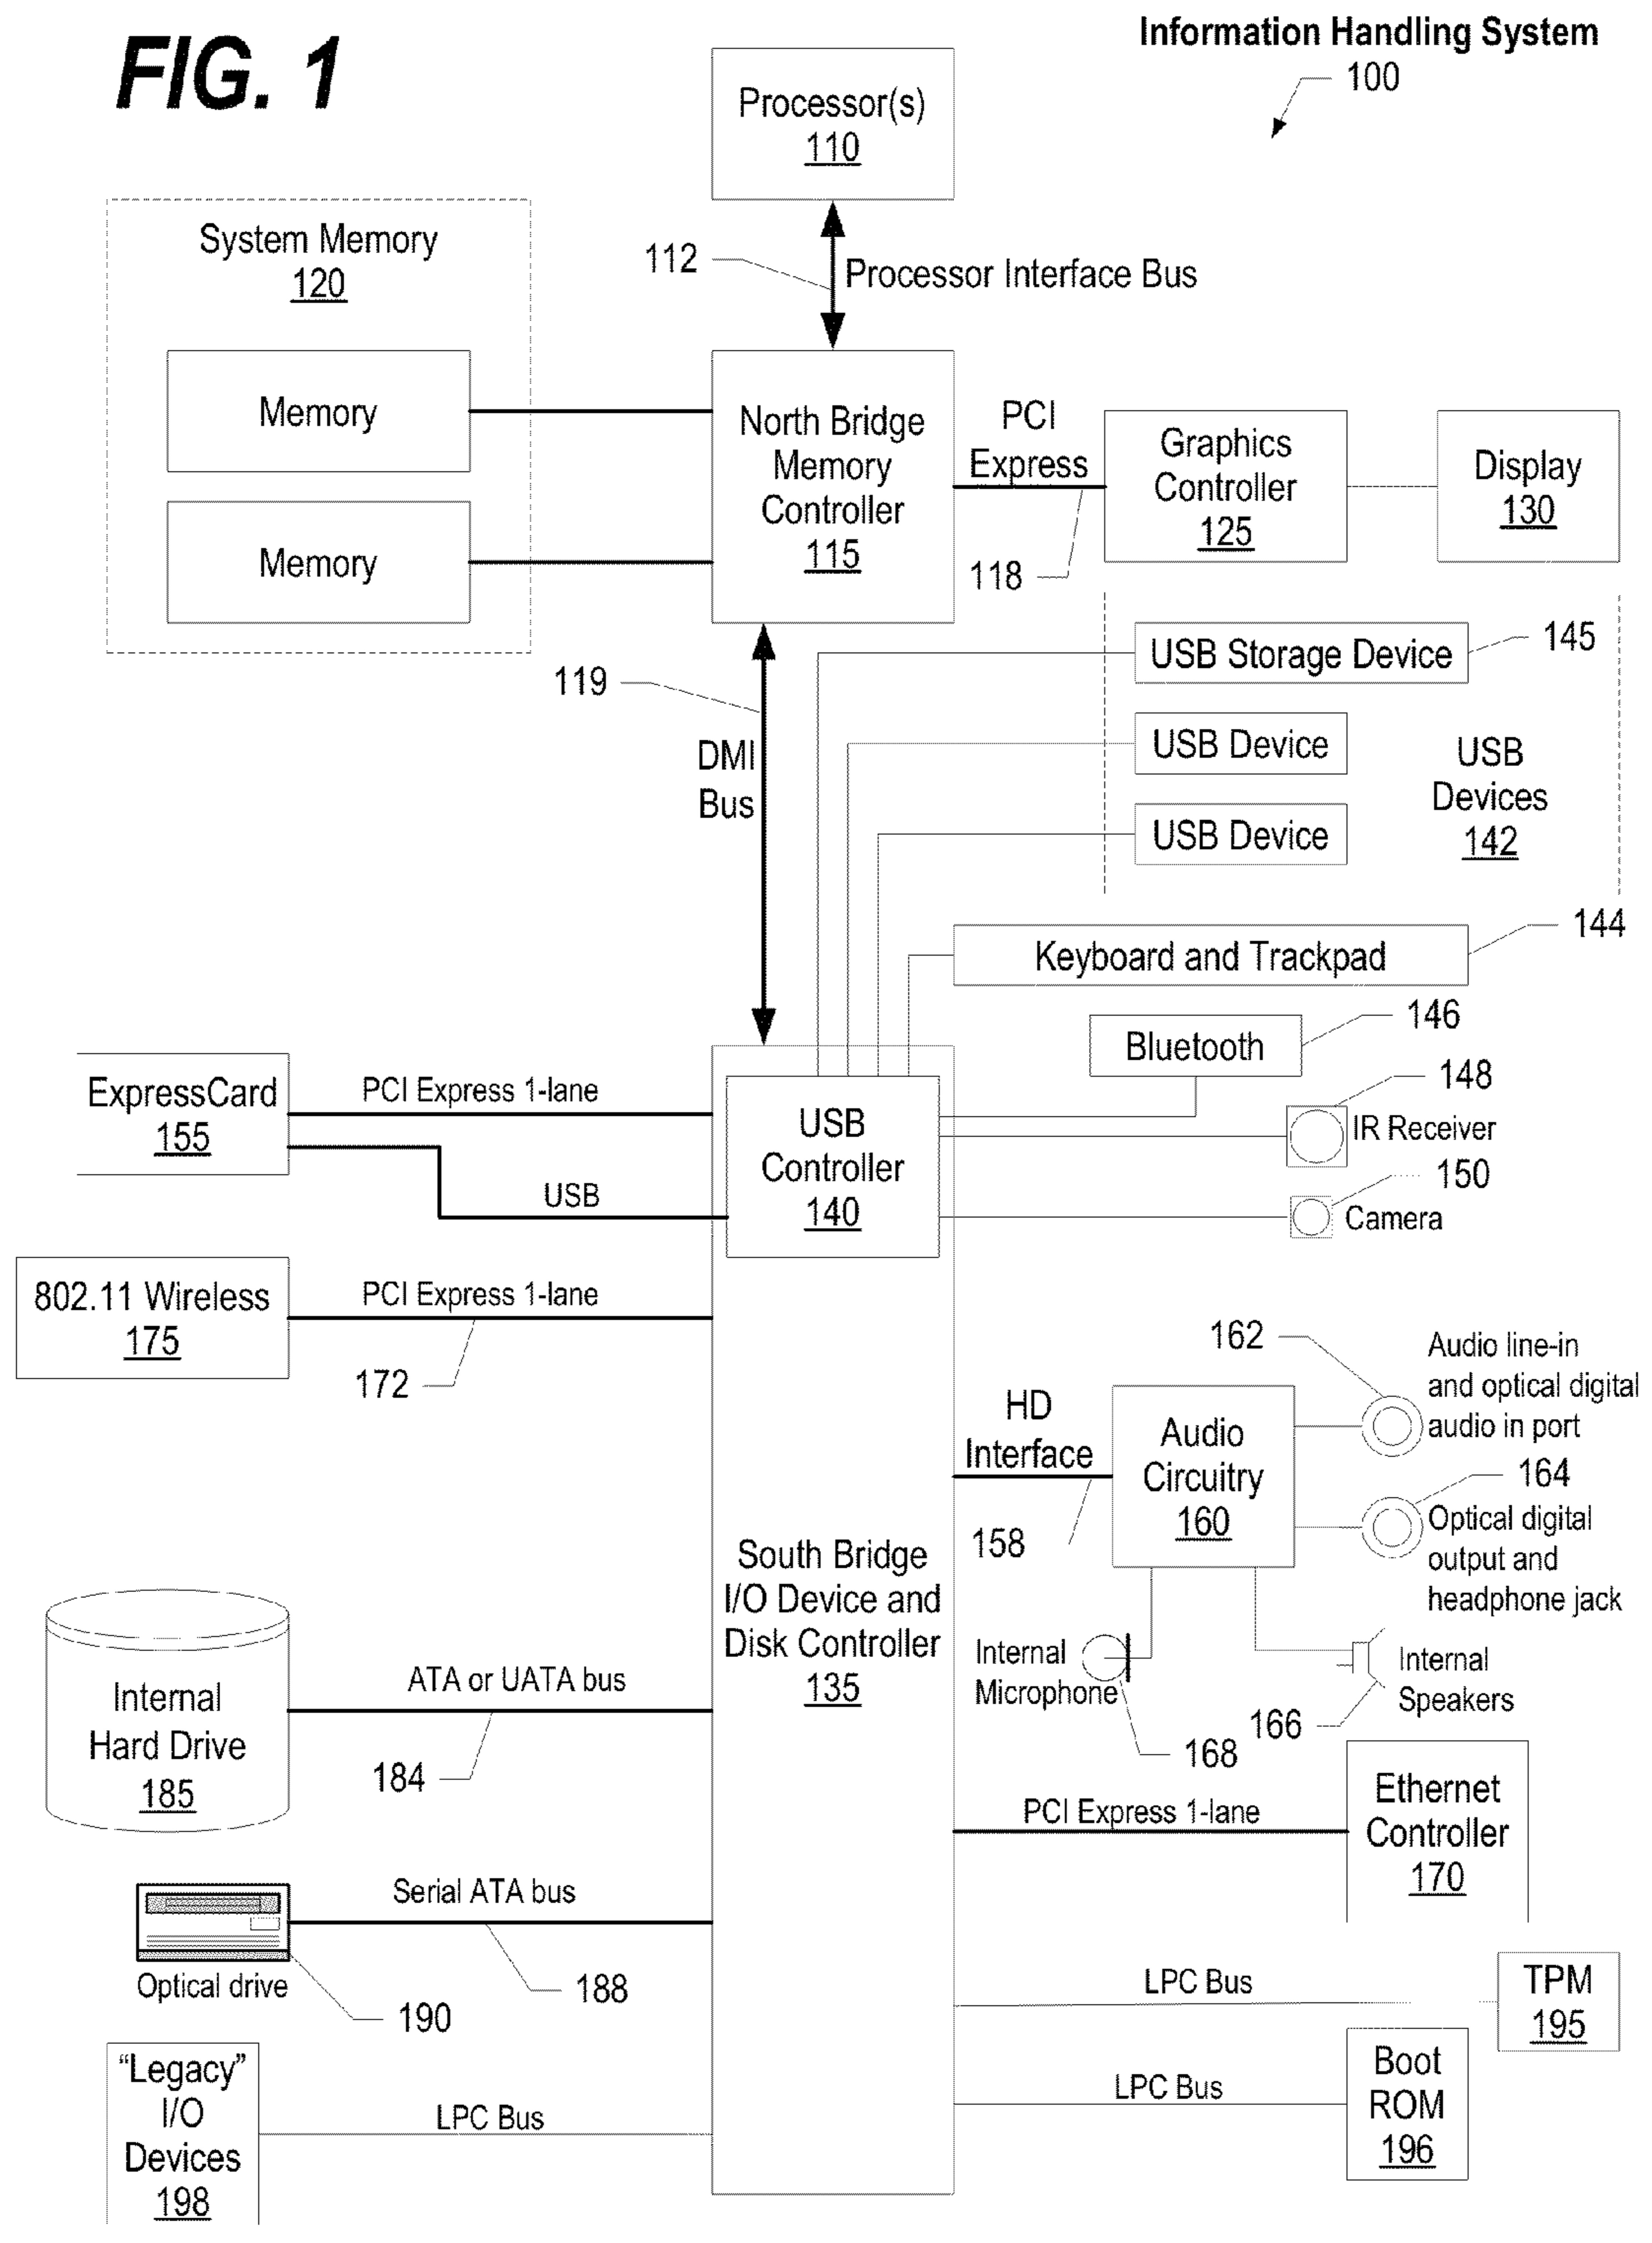 FIG. 1
Information Handling System
100
Processor(s)
110
112
Processor Interface Bus
System Memory
120
Memory
Memory
North Bridge
Memory
Controller
115
PCI
Express
118
Graphics
Controller
125
Display
130
119
DMI
Bus
USB Storage Device
145
USB Device
USB Device
USB
Devices
142
Keyboard and Trackpad
144
Bluetooth
146
148
IR Receiver
150
Camera
ExpressCard
155
PCI Express 1-lane
USB
USB
Controller
140
802.11 Wireless
175
PCI Express 1-lane
172
HD
Interface
158
Audio
Circuitry
160
162
Audio line-in
and optical digital
audio in port
164
Optical digital
output and
headphone jack
Internal
Microphone
168
166
Internal
Speakers
South Bridge
I/O Device and
Disk Controller
135
Internal
Hard Drive
185
ATA or UATA bus
184
PCI Express 1-lane
Ethernet
Controller
170
Serial ATA bus
188
Optical drive
190
LPC Bus
TPM
195
LPC Bus
Boot
ROM
196
“Legacy”
I/O
Devices
198
LPC Bus